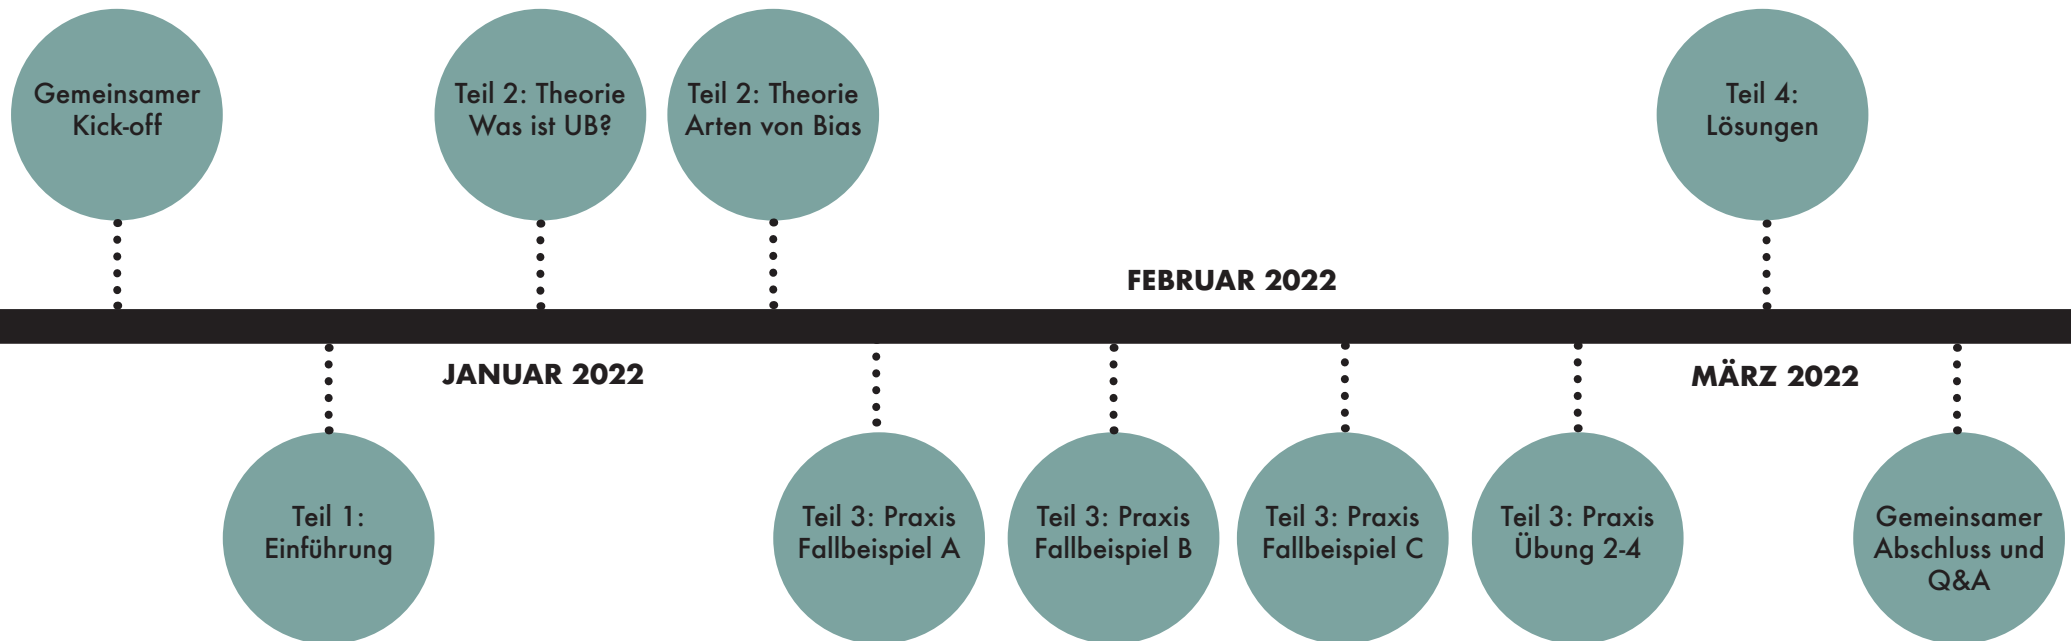 Gemeinsamer
Kick-off
Teil 2: Theorie
Was ist UB?
Teil 2: Theorie
Arten von Bias
Teil 4:
Lösungen
FEBRUAR 2022
JANUAR 2022
MÄRZ 2022
Teil 1:
Einführung
Teil 3: Praxis
Fallbeispiel A
Teil 3: Praxis
Fallbeispiel B
Teil 3: Praxis
Fallbeispiel C
Teil 3: Praxis
Übung 2-4
Gemeinsamer
Abschluss und
Q&A